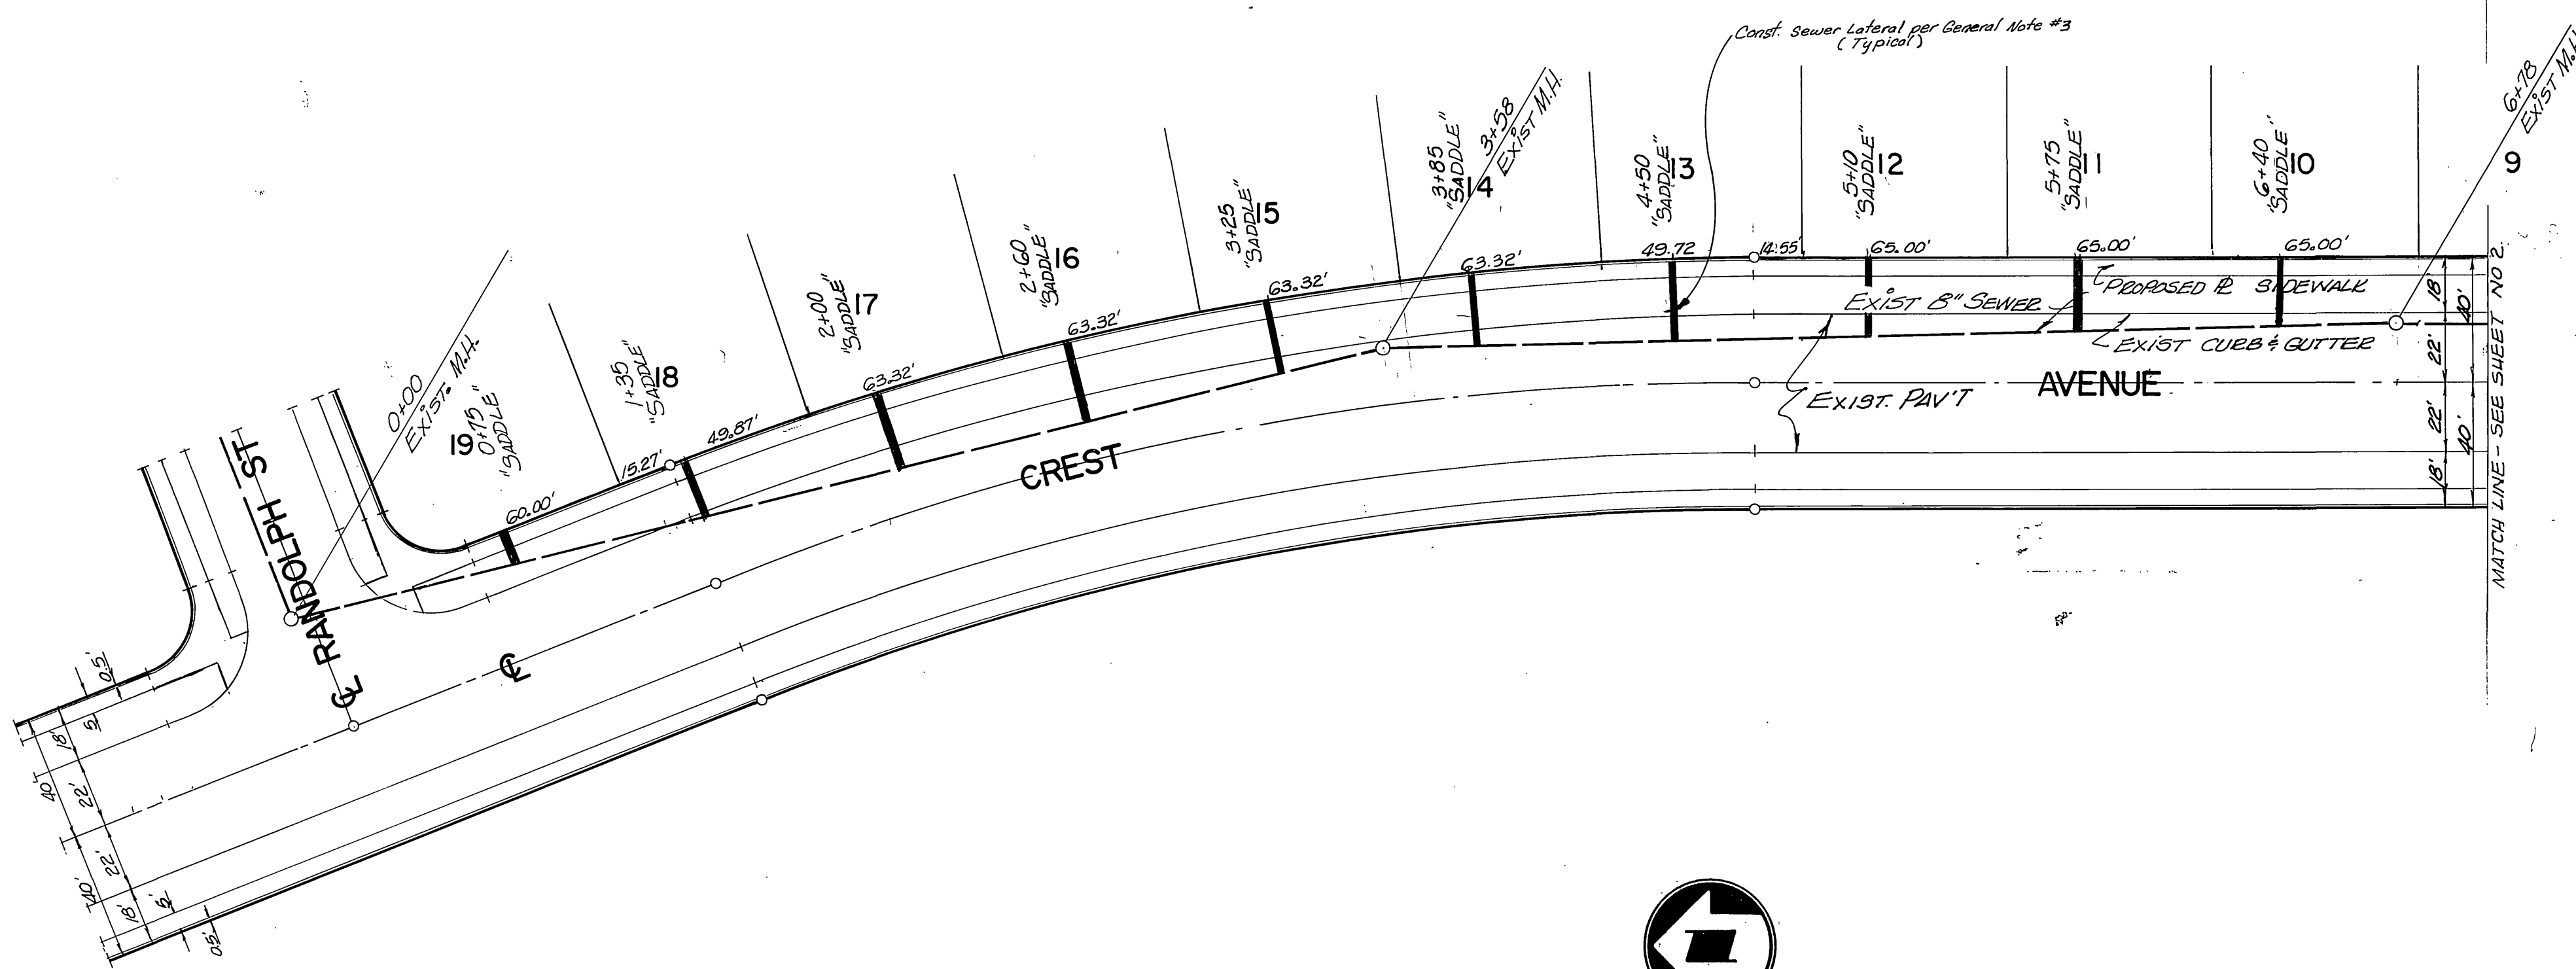 Const. Sewer Lateral per General Note #3
(Typical)
6+78
EXIST M.H.
3+58
EXIST M.H.
0+00
EXIST. M.H.
19
0+75
"SADDLE"
1+35
"SADDLE"
18
2+00
"SADDLE"
17
2+60
"SADDLE"
16
3+25
"SADDLE"
15
3+85
"SADDLE"
14
4+50
"SADDLE"
13
5+10
"SADDLE"
12
5+75
"SADDLE"
11
6+40
"SADDLE"
10
9
60.00'
15.27'
49.87'
63.32'
63.32'
63.32'
63.32'
49.72
14.55'
65.00'
65.00'
65.00'
EXIST 8" SEWER
PROPOSED PL SIDEWALK
EXIST CURB & GUTTER
EXIST. PAV'T
CREST
AVENUE
CL
CL RANDOLPH ST
18'
22'
22'
18'
40'
40'
MATCH LINE - SEE SHEET NO 2.
0.5'
5'
18'
40'
22'
22'
40'
18'
5'
0.5'